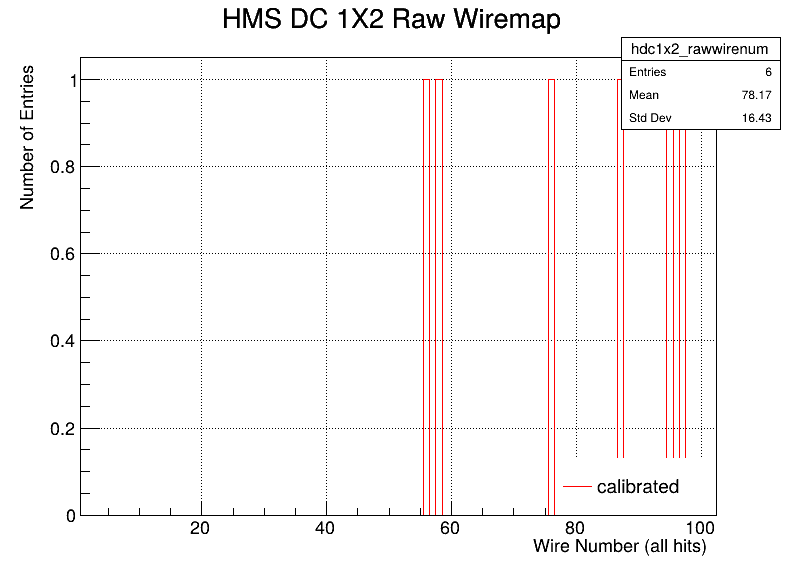 HMS DC 1X2 Raw Wiremap
hdc1x2_rawwirenum
Entries 6
Mean 78.17
Std Dev 16.43
Number of Entries
1
0.8
0.6
0.4
0.2
0
calibrated
20 40 60 80 100
Wire Number (all hits)